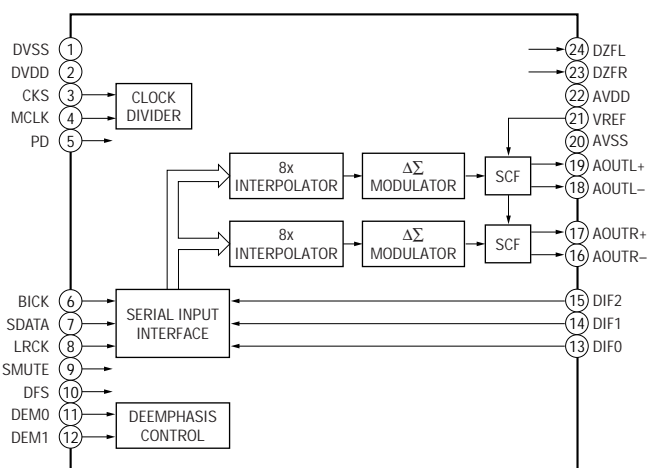 DVSS 1
DVDD 2
CKS 3
MCLK 4
PD 5
CLOCK
DIVIDER
24 DZFL
23 DZFR
22 AVDD
21 VREF
20 AVSS
19 AOUTL+
18 AOUTL–
17 AOUTR+
16 AOUTR–
8x
INTERPOLATOR
ΔΣ
MODULATOR
SCF
8x
INTERPOLATOR
ΔΣ
MODULATOR
SCF
BICK 6
SDATA 7
LRCK 8
SMUTE 9
DFS 10
DEM0 11
DEM1 12
SERIAL INPUT
INTERFACE
15 DIF2
14 DIF1
13 DIF0
DEEMPHASIS
CONTROL